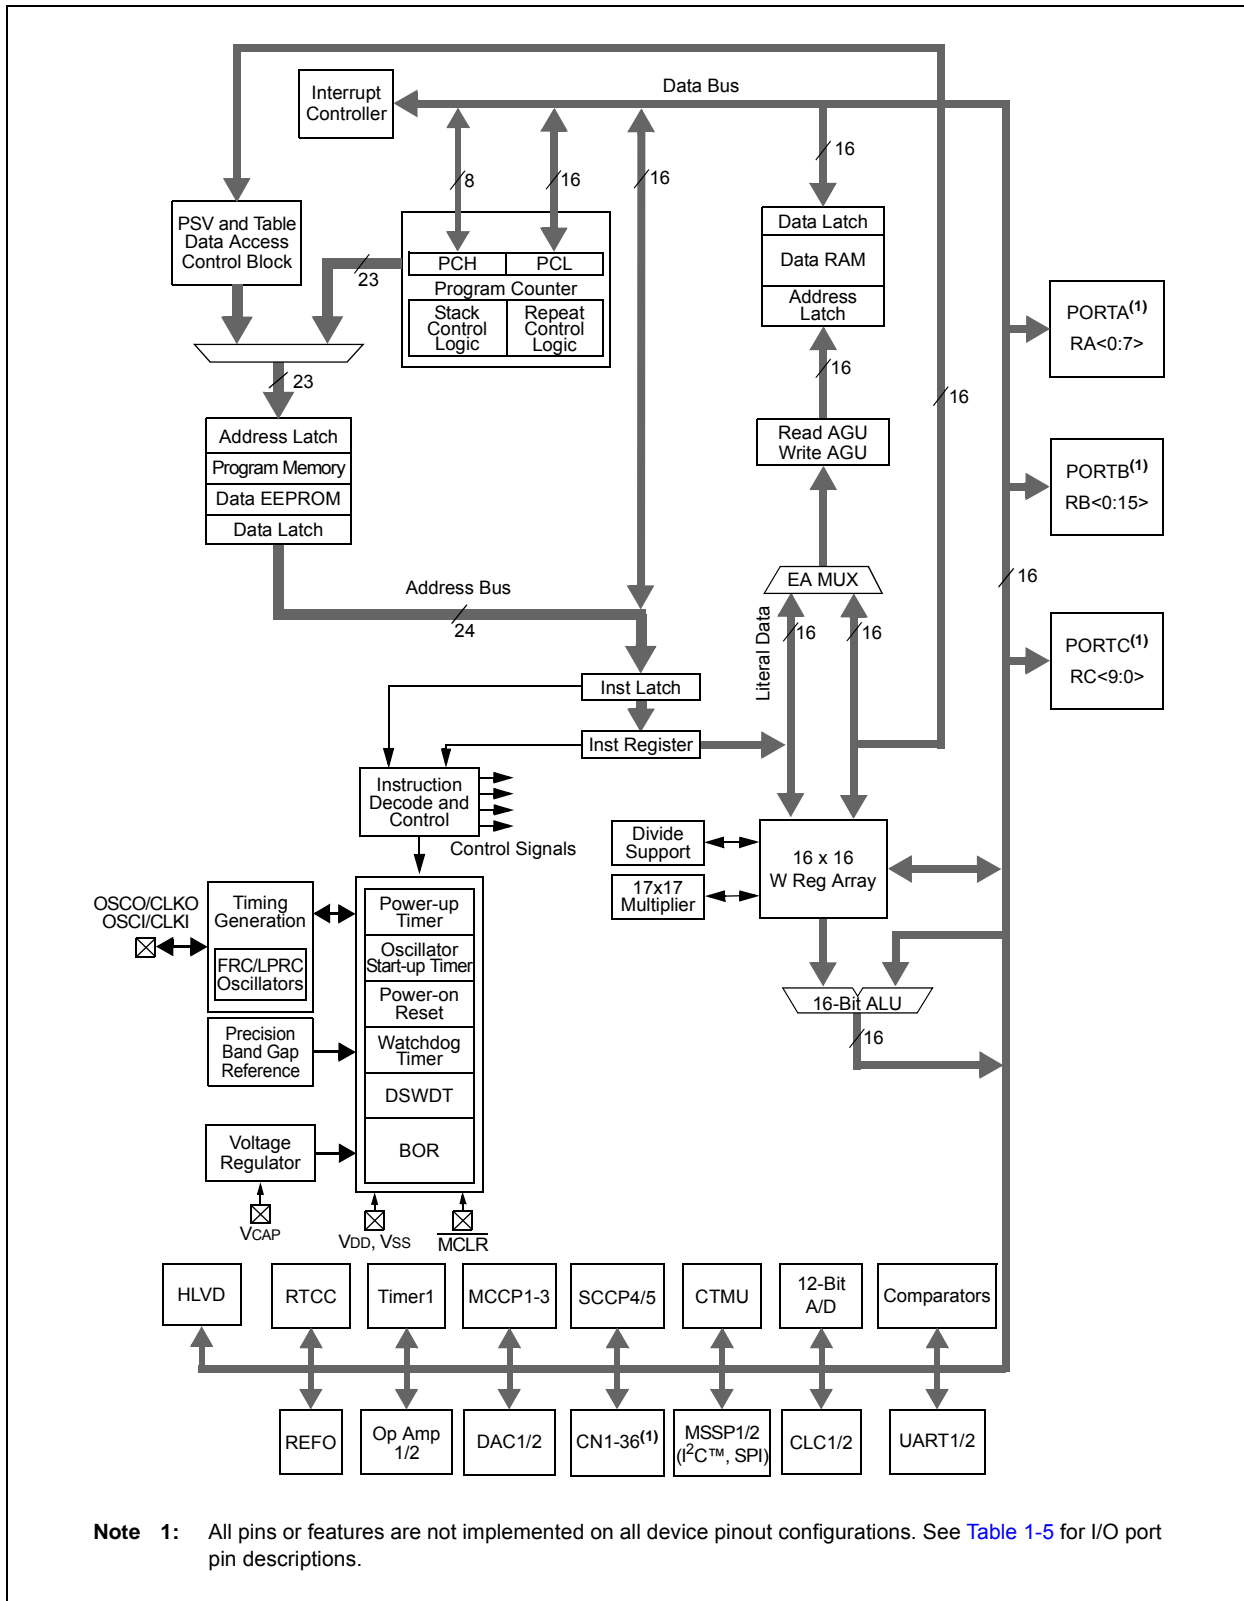 Data Bus
Interrupt
Controller
8
16
16
16
PSV and Table
Data Access
Control Block
23
PCH
PCL
Program Counter
Stack
Control
Logic
Repeat
Control
Logic
Data Latch
Data RAM
Address
Latch
PORTA(1)
RA<0:7>
23
16
16
Address Latch
Program Memory
Data EEPROM
Data Latch
Read AGU
Write AGU
PORTB(1)
RB<0:15>
EA MUX
16
Address Bus
24
Literal Data
16
16
PORTC(1)
RC<9:0>
Inst Latch
Inst Register
Instruction
Decode and
Control
Control Signals
Divide
Support
16 x 16
W Reg Array
17x17
Multiplier
OSCO/CLKO
OSCI/CLKI
Timing
Generation
FRC/LPRC
Oscillators
Power-up
Timer
Oscillator
Start-up Timer
Power-on
Reset
Watchdog
Timer
DSWDT
BOR
16-Bit ALU
16
Precision
Band Gap
Reference
Voltage
Regulator
VCAP
VDD, VSS
MCLR
HLVD
RTCC
Timer1
MCCP1-3
SCCP4/5
CTMU
12-Bit
A/D
Comparators
REFO
Op Amp
1/2
DAC1/2
CN1-36(1)
MSSP1/2
(I2C™, SPI)
CLC1/2
UART1/2
Note 1: All pins or features are not implemented on all device pinout configurations. See Table 1-5 for I/O port
pin descriptions.